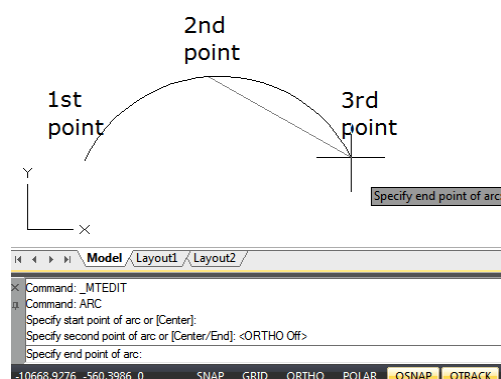 2nd
point
1st
point
3rd
point
Y
X
Specify end point of arc:
Model Layout1 Layout2
Command: _MTEDIT
Command: ARC
Specify start point of arc or [Center]:
Specify second point of arc or [Center/End]: <ORTHO Off>
Specify end point of arc:
-10668.9276 -560.3986 0 SNAP GRID ORTHO POLAR OSNAP OTRACK